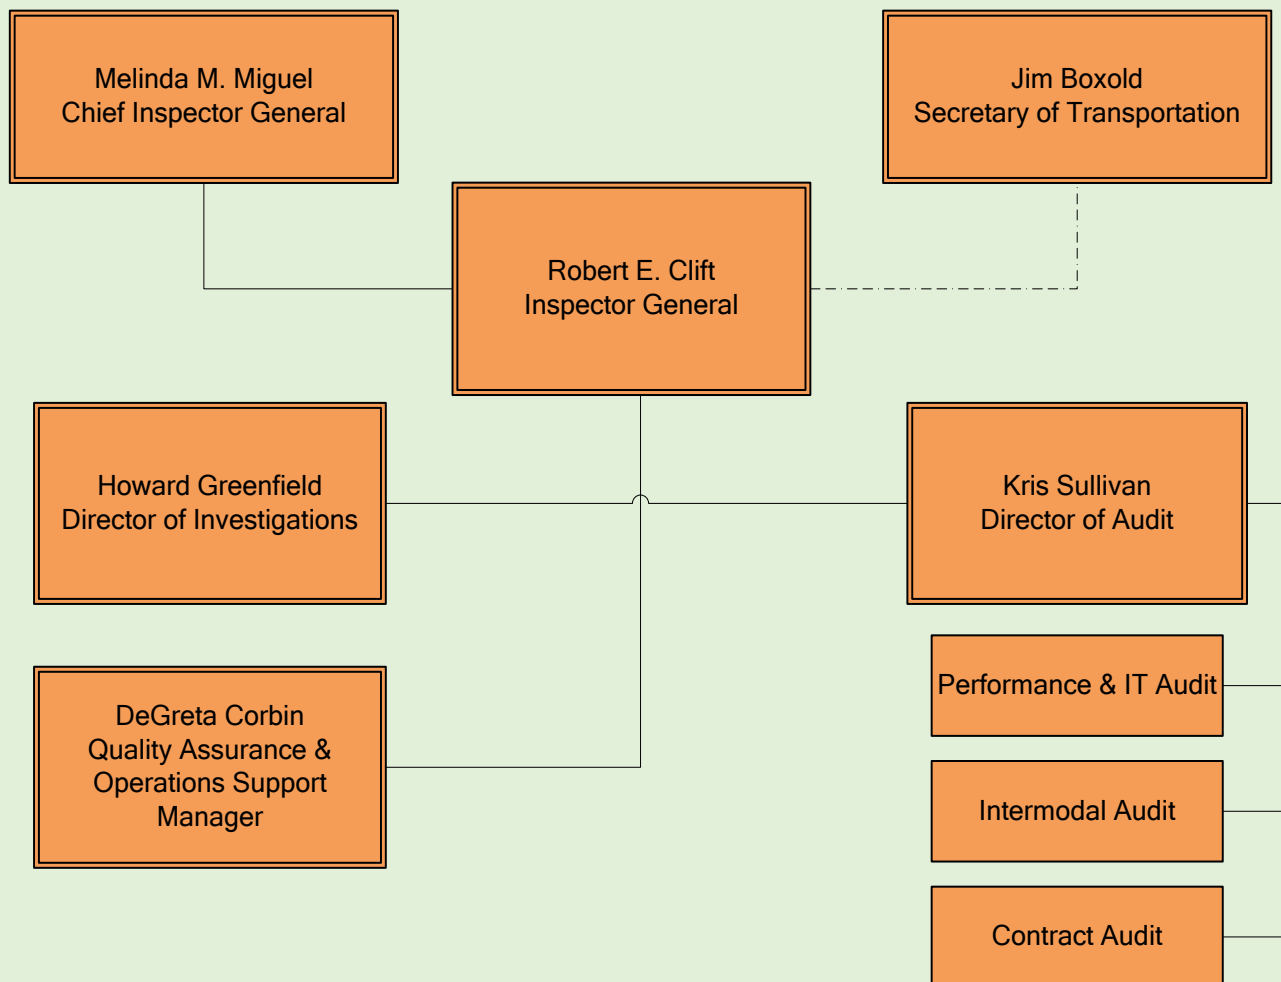 Melinda M. Miguel
Chief Inspector General
Jim Boxold
Secretary of Transportation
Robert E. Clift
Inspector General
Howard Greenfield
Director of Investigations
Kris Sullivan
Director of Audit
DeGreta Corbin
Quality Assurance &
Operations Support
Manager
Performance & IT Audit
Intermodal Audit
Contract Audit